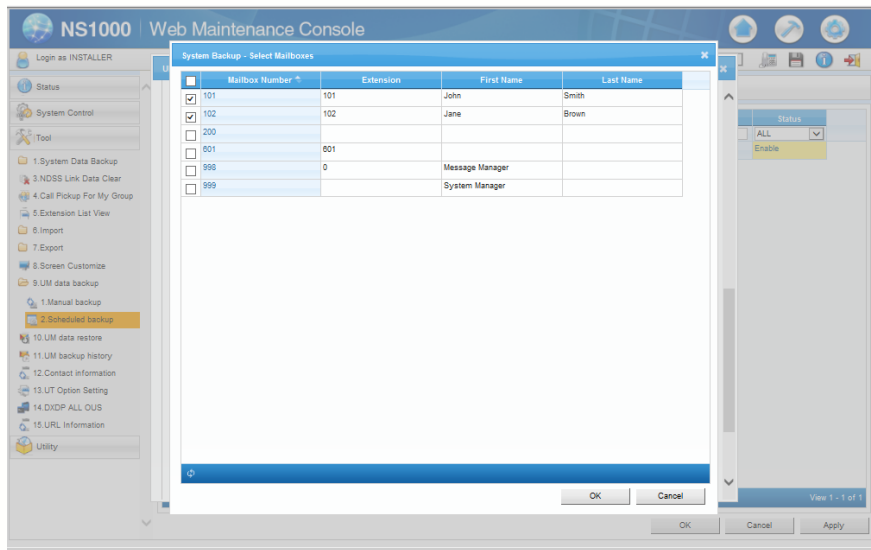 NS1000 Web Maintenance Console
Login as INSTALLER
U
System Backup - Select Mailboxes
Mailbox Number Extension First Name Last Name
101 101 John Smith
102 102 Jane Brown
200
601 601
998 0 Message Manager
999 System Manager
OK Cancel
Status
System Control
Tool
1.System Data Backup
3.NDSS Link Data Clear
4.Call Pickup For My Group
5.Extension List View
6.Import
7.Export
8.Screen Customize
9.UM data backup
1.Manual backup
2.Scheduled backup
10.UM data restore
11.UM backup history
12.Contact information
13.UT Option Setting
14.DXDP ALL OUS
15.URL Information
Utility
Status
ALL
Enable
View 1 - 1 of 1
OK Cancel Apply